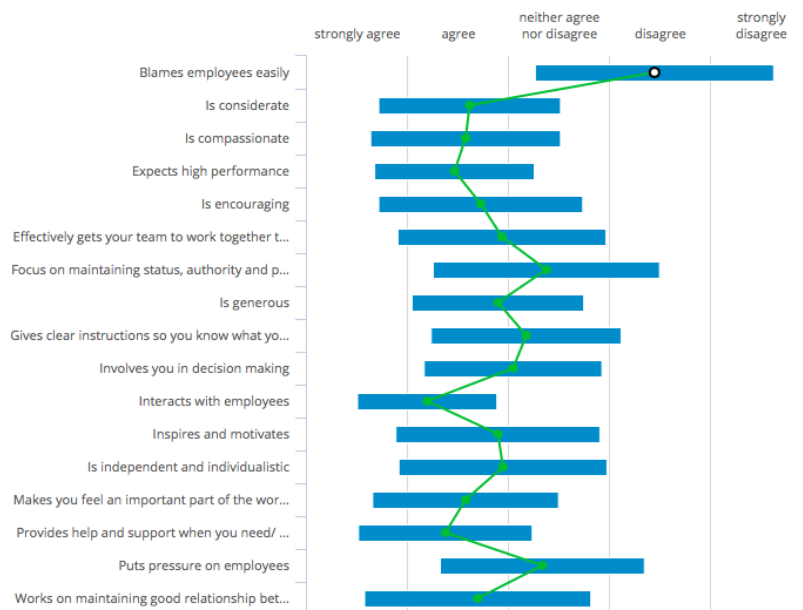 strongly agree
agree
neither agree
nor disagree
disagree
strongly
disagree
Blames employees easily
Is considerate
Is compassionate
Expects high performance
Is encouraging
Effectively gets your team to work together t...
Focus on maintaining status, authority and p...
Is generous
Gives clear instructions so you know what yo...
Involves you in decision making
Interacts with employees
Inspires and motivates
Is independent and individualistic
Makes you feel an important part of the wor...
Provides help and support when you need/ ...
Puts pressure on employees
Works on maintaining good relationship bet...